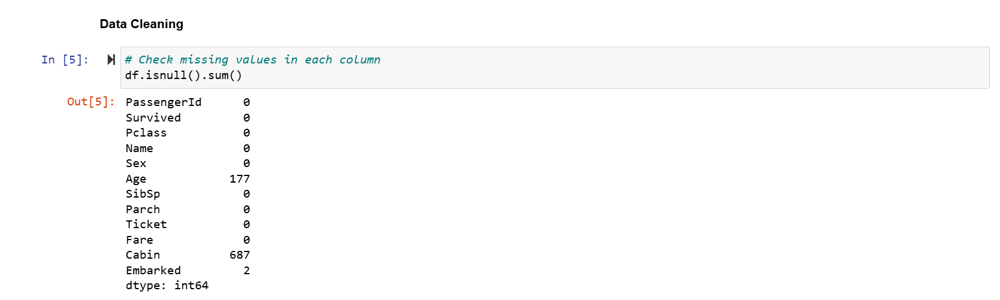 Data Cleaning
In [5]:
# Check missing values in each column
df.isnull().sum()
Out[5]:
PassengerId 0
Survived 0
Pclass 0
Name 0
Sex 0
Age 177
SibSp 0
Parch 0
Ticket 0
Fare 0
Cabin 687
Embarked 2
dtype: int64